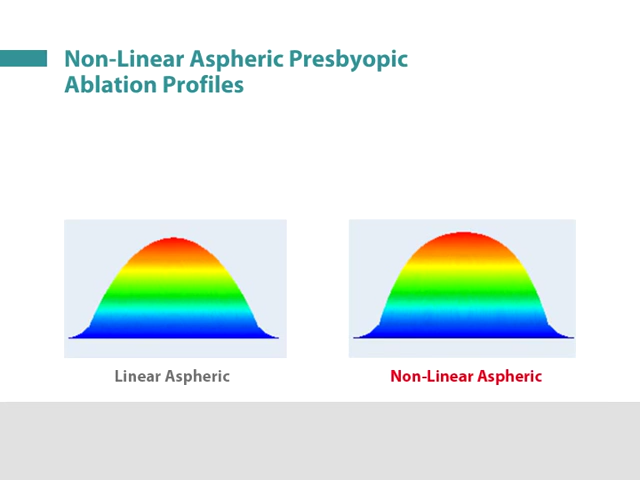 Non-Linear Aspheric Presbyopic
Ablation Profiles
Linear Aspheric
Non-Linear Aspheric